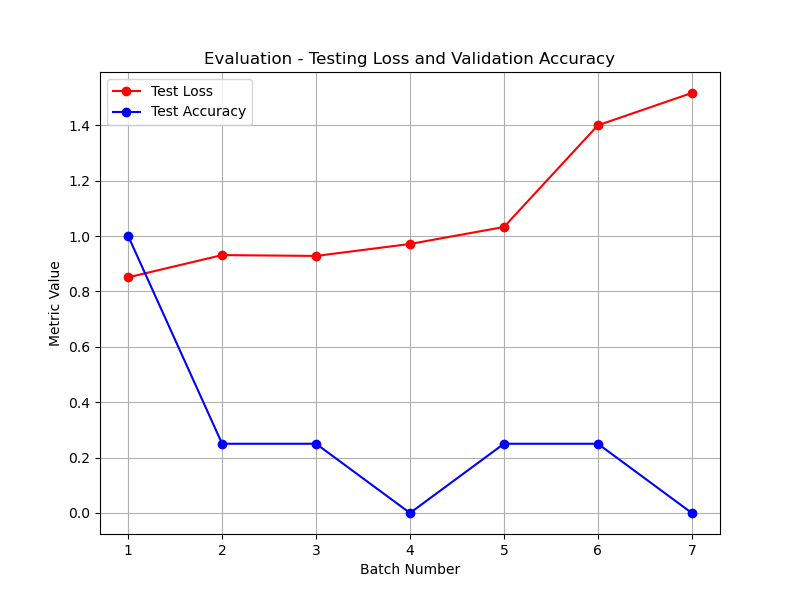 Evaluation - Testing Loss and Validation Accuracy
Test Loss
Test Accuracy
Metric Value
1.4
1.2
1.0
0.8
0.6
0.4
0.2
0.0
1 2 3 4 5 6 7
Batch Number